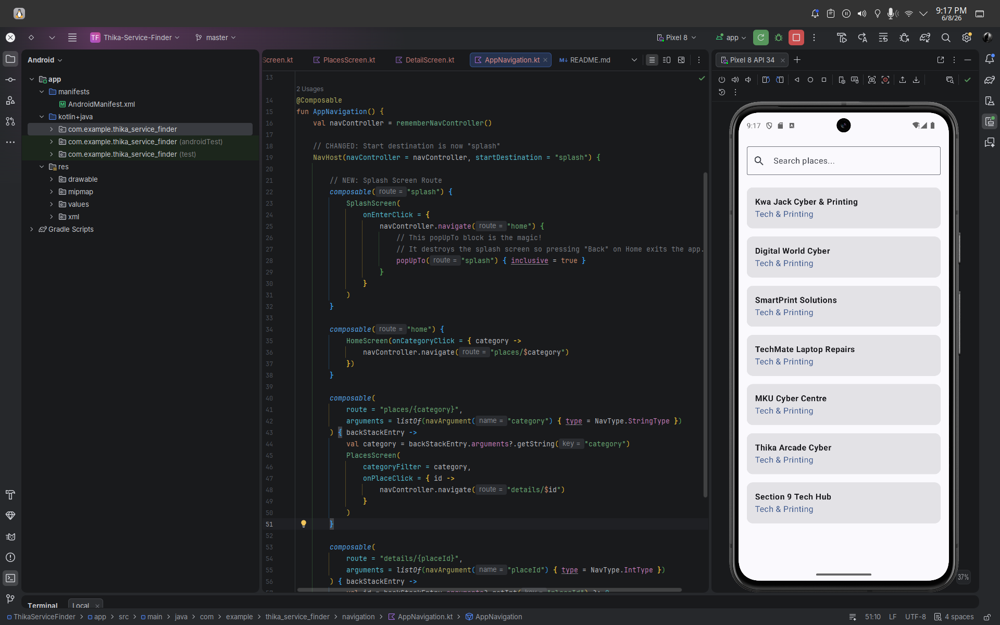 9:17 PM
6/8/26
TF Thika-Service-Finder
master
Pixel 8
app
Android
app
manifests
AndroidManifest.xml
kotlin+java
com.example.thika_service_finder
com.example.thika_service_finder (androidTest)
com.example.thika_service_finder (test)
res
drawable
mipmap
values
xml
Gradle Scripts
Screen.kt
PlacesScreen.kt
DetailScreen.kt
AppNavigation.kt
README.md
13
2 Usages
14 @Composable
15 fun AppNavigation() {
16 val navController = rememberNavController()
17
18 // CHANGED: Start destination is now "splash"
19 NavHost(navController = navController, startDestination = "splash") {
20
21 // NEW: Splash Screen Route
22 composable( route = "splash") {
23 SplashScreen(
24 onEnterClick = {
25 navController.navigate( route = "home") {
26 // This popUpTo block is the magic!
27 // It destroys the splash screen so pressing "Back" on Home exits the app.
28 popUpTo( route = "splash") { inclusive = true }
29 }
30 }
31 )
32 }
33
34 composable( route = "home") {
35 HomeScreen(onCategoryClick = { category ->
36 navController.navigate( route = "places/$category")
37 })
38 }
39
40 composable(
41 route = "places/{category}",
42 arguments = listOf(navArgument( name = "category") { type = NavType.StringType })
43 ) { backStackEntry ->
44 val category = backStackEntry.arguments?.getString( key = "category")
45 PlacesScreen(
46 categoryFilter = category,
47 onPlaceClick = { id ->
48 navController.navigate( route = "details/$id")
49 }
50 )
51 }
52
53 composable(
54 route = "details/{placeId}",
55 arguments = listOf(navArgument( name = "placeId") { type = NavType.IntType })
56 ) { backStackEntry ->
57 val id = backStackEntry.arguments?.getInt( key = "placeId") ?: 0
Pixel 8 API 34
9:17
Search places...
Kwa Jack Cyber & Printing
Tech & Printing
Digital World Cyber
Tech & Printing
SmartPrint Solutions
Tech & Printing
TechMate Laptop Repairs
Tech & Printing
MKU Cyber Centre
Tech & Printing
Thika Arcade Cyber
Tech & Printing
Section 9 Tech Hub
Tech & Printing
37%
Terminal
Local
ThikaServiceFinder > app > src > main > java > com > example > thika_service_finder > navigation > AppNavigation.kt > AppNavigation
51:10 LF UTF-8 4 spaces